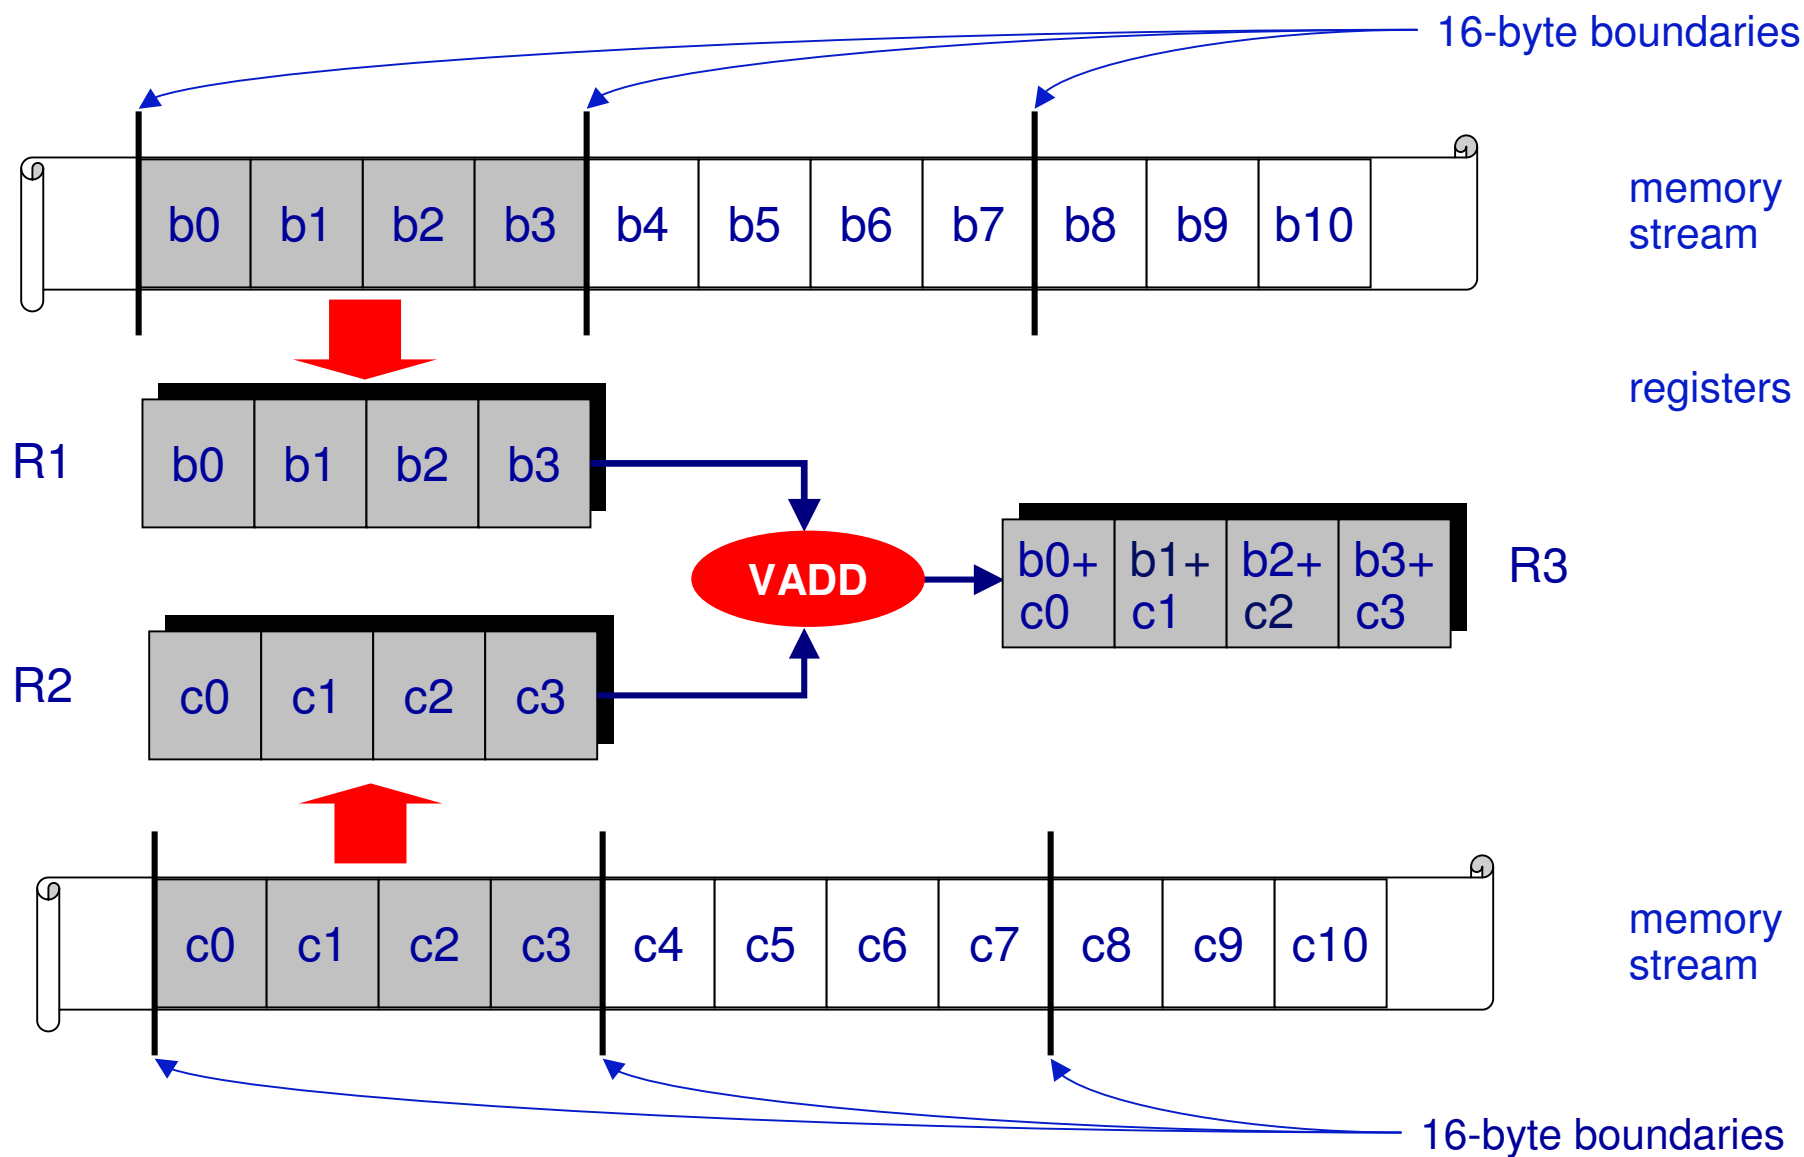 16-byte boundaries
b0 b1 b2 b3 b4 b5 b6 b7 b8 b9 b10
memory
stream
registers
R1
b0 b1 b2 b3
VADD
b0+ b1+ b2+ b3+
c0 c1 c2 c3
R3
R2
c0 c1 c2 c3
c0 c1 c2 c3 c4 c5 c6 c7 c8 c9 c10
memory
stream
16-byte boundaries